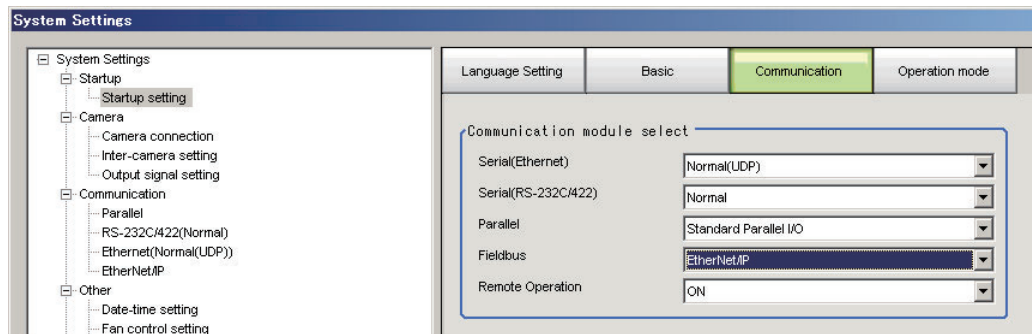 System Settings
System Settings
Startup
Startup setting
Camera
Camera connection
Inter-camera setting
Output signal setting
Communication
Parallel
RS-232C/422(Normal)
Ethernet(Normal(UDP))
EtherNet/IP
Other
Date-time setting
Fan control setting
Language Setting
Basic
Communication
Operation mode
Communication module select
Serial(Ethernet) Normal(UDP)
Serial(RS-232C/422) Normal
Parallel Standard Parallel I/O
Fieldbus EtherNet/IP
Remote Operation ON